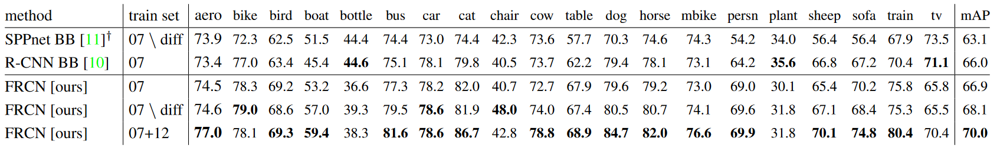 method train set aero bike bird boat bottle bus car cat chair cow table dog horse mbike persn plant sheep sofa train tv mAP
SPPnet BB [11]† 07 \ diff 73.9 72.3 62.5 51.5 44.4 74.4 73.0 74.4 42.3 73.6 57.7 70.3 74.6 74.3 54.2 34.0 56.4 56.4 67.9 73.5 63.1
R-CNN BB [10] 07 73.4 77.0 63.4 45.4 44.6 75.1 78.1 79.8 40.5 73.7 62.2 79.4 78.1 73.1 64.2 35.6 66.8 67.2 70.4 71.1 66.0
FRCN [ours] 07 74.5 78.3 69.2 53.2 36.6 77.3 78.2 82.0 40.7 72.7 67.9 79.6 79.2 73.0 69.0 30.1 65.4 70.2 75.8 65.8 66.9
FRCN [ours] 07 \ diff 74.6 79.0 68.6 57.0 39.3 79.5 78.6 81.9 48.0 74.0 67.4 80.5 80.7 74.1 69.6 31.8 67.1 68.4 75.3 65.5 68.1
FRCN [ours] 07+12 77.0 78.1 69.3 59.4 38.3 81.6 78.6 86.7 42.8 78.8 68.9 84.7 82.0 76.6 69.9 31.8 70.1 74.8 80.4 70.4 70.0